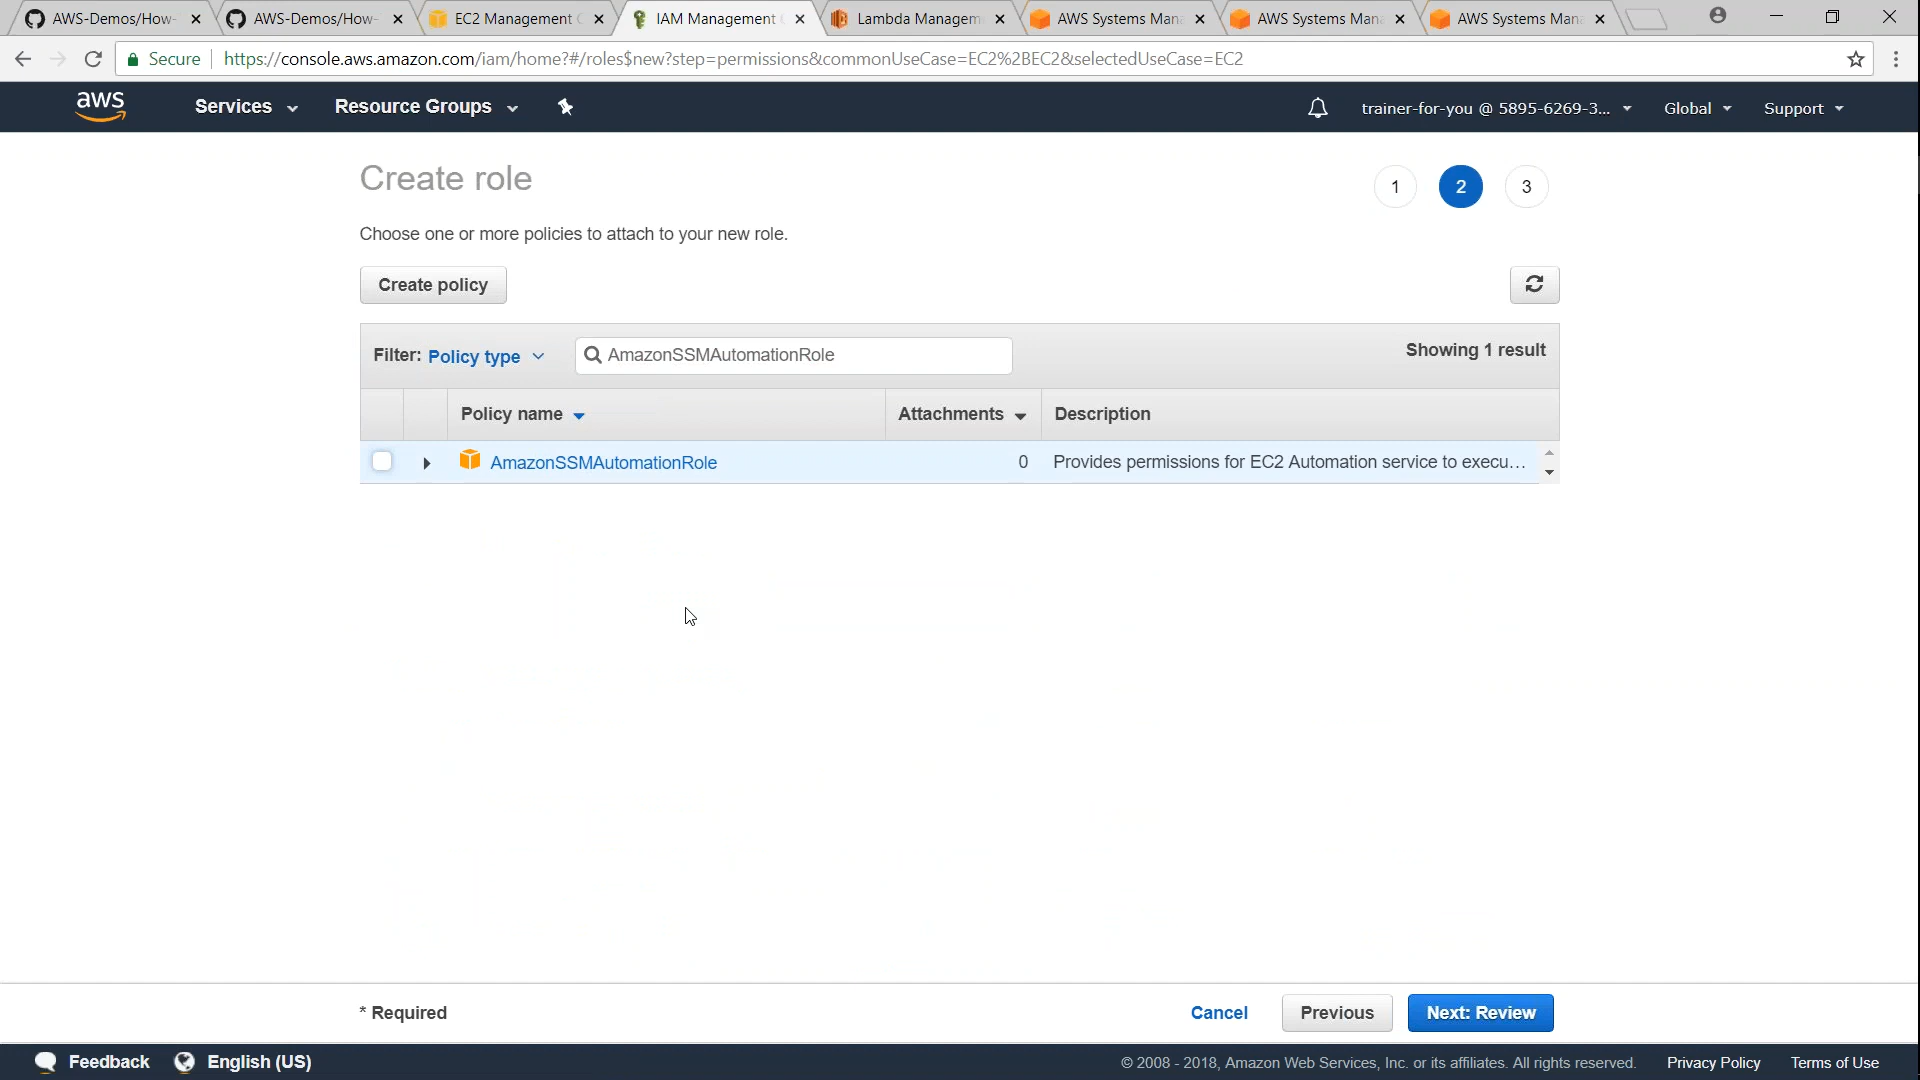 AWS-Demos/How-
AWS-Demos/How-
EC2 Management C
IAM Management
Lambda Managem
AWS Systems Man
AWS Systems Man
AWS Systems Man
Secure https://console.aws.amazon.com/iam/home?#/roles$new?step=permissions&commonUseCase=EC2%2BEC2&selectedUseCase=EC2
aws Services Resource Groups trainer-for-you @ 5895-6269-3... Global Support
Create role 1 2 3
Choose one or more policies to attach to your new role.
Create policy
Filter: Policy type AmazonSSMAutomationRole Showing 1 result
Policy name Attachments Description
AmazonSSMAutomationRole 0 Provides permissions for EC2 Automation service to execu...
* Required Cancel Previous Next: Review
Feedback English (US) © 2008 - 2018, Amazon Web Services, Inc. or its affiliates. All rights reserved. Privacy Policy Terms of Use